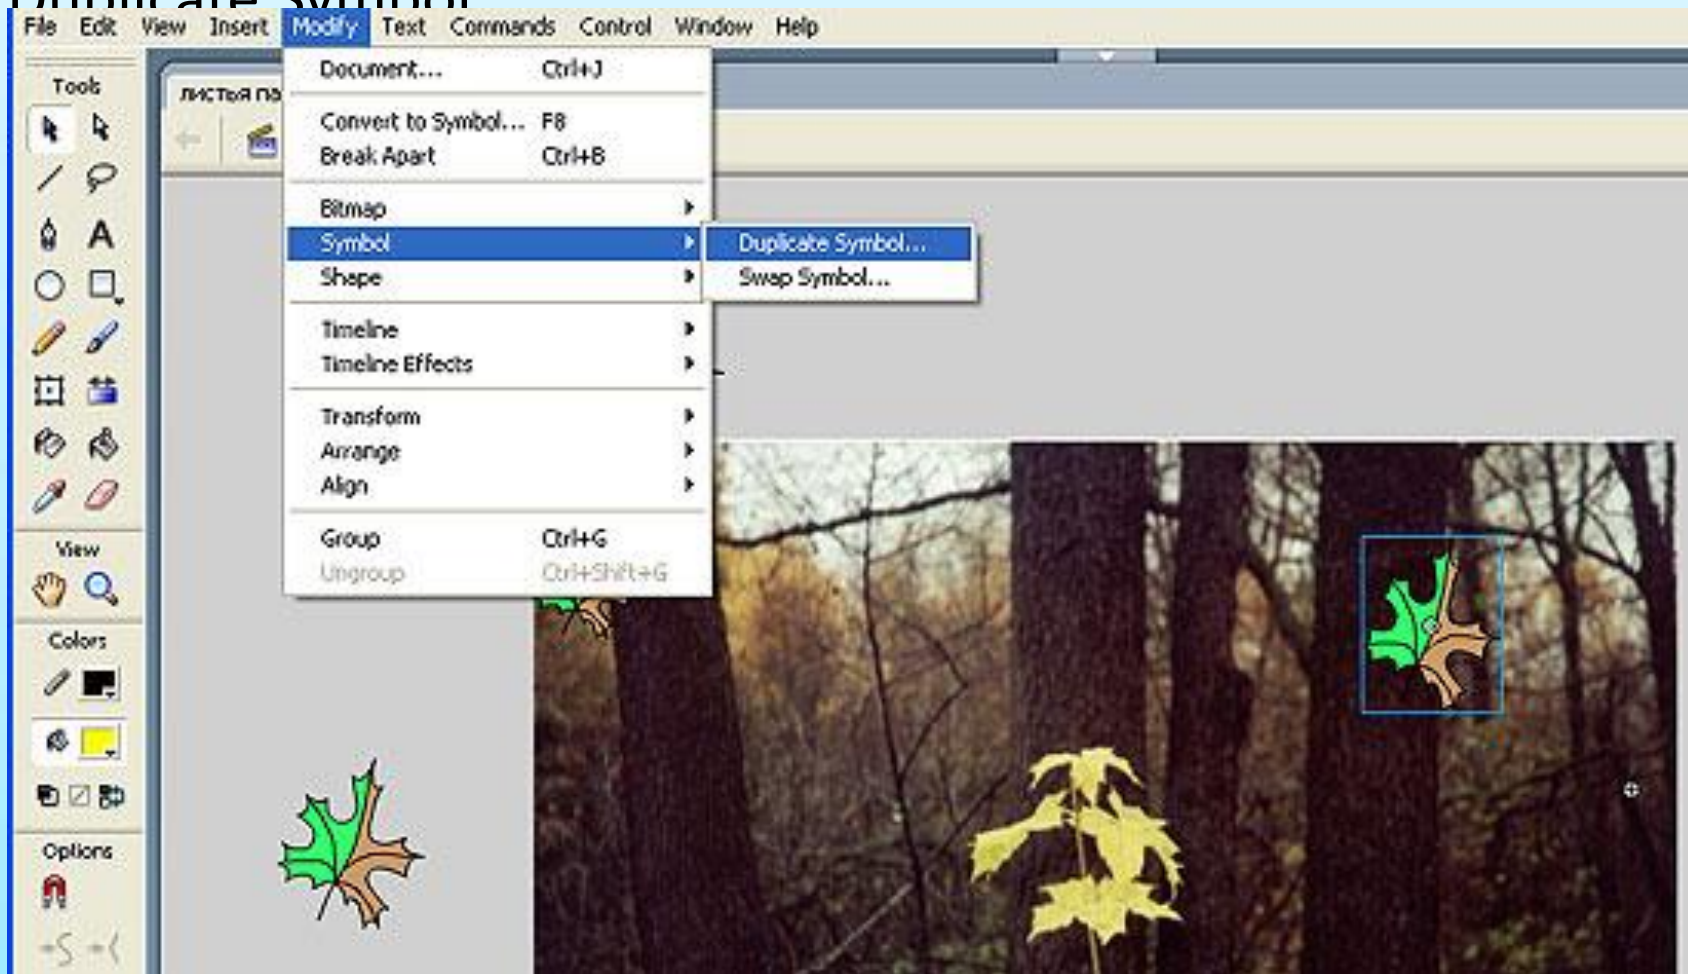 Duplicate Symbol
File Edit View Insert Modify Text Commands Control Window Help
Tools
листья па
Document... Ctrl+J
Convert to Symbol... F8
Break Apart Ctrl+B
Bitmap
Symbol
Duplicate Symbol...
Swap Symbol...
Shape
Timeline
Timeline Effects
Transform
Arrange
Align
Group Ctrl+G
Ungroup Ctrl+Shift+G
View
Colors
Options